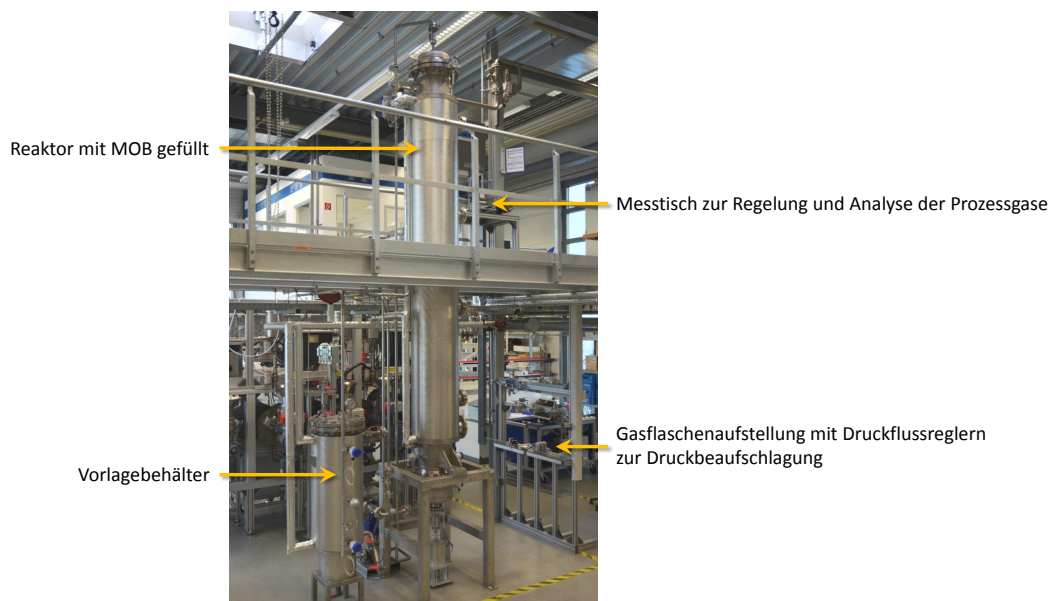 Reaktor mit MOB gefüllt
Messtisch zur Regelung und Analyse der Prozessgase
Gasflaschenaufstellung mit Druckflussreglern
zur Druckbeaufschlagung
Vorlagebehälter